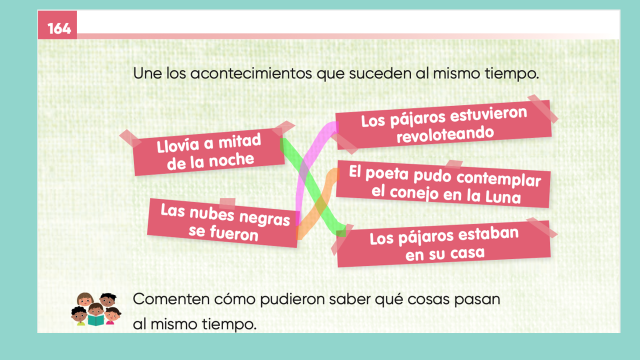 164
Une los acontecimientos que suceden al mismo tiempo.
Llovía a mitad
de la noche
Las nubes negras
se fueron
Los pájaros estuvieron
revoloteando
El poeta pudo contemplar
el conejo en la Luna
Los pájaros estaban
en su casa
Comenten cómo pudieron saber qué cosas pasan
al mismo tiempo.